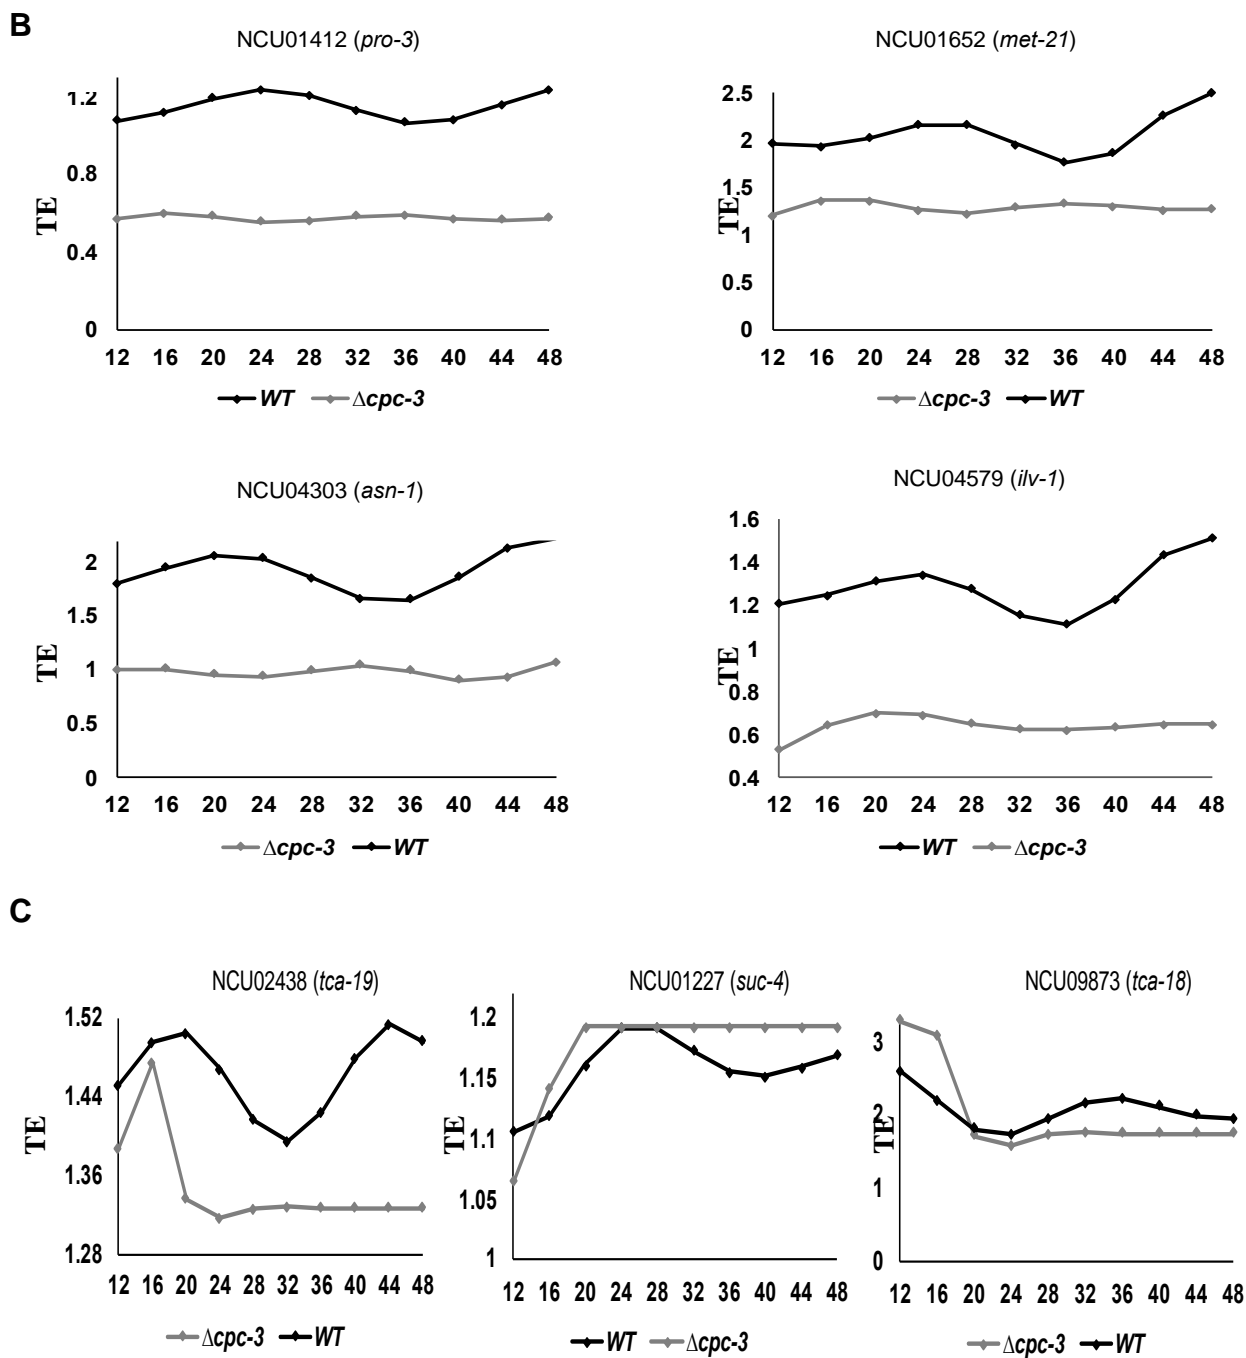 B
NCU01412 (pro-3)
1.2
0.8
0.4
0
TE
12 16 20 24 28 32 36 40 44 48
WT Δcpc-3
NCU01652 (met-21)
2.5
2
1.5
1
0.5
0
TE
12 16 20 24 28 32 36 40 44 48
Δcpc-3 WT
NCU04303 (asn-1)
2
1.5
1
0.5
0
TE
12 16 20 24 28 32 36 40 44 48
Δcpc-3 WT
NCU04579 (ilv-1)
1.6
1.4
1.2
1
0.8
0.6
0.4
TE
12 16 20 24 28 32 36 40 44 48
WT Δcpc-3
C
NCU02438 (tca-19)
1.52
1.44
1.36
1.28
TE
12 16 20 24 28 32 36 40 44 48
Δcpc-3 WT
NCU01227 (suc-4)
1.2
1.15
1.1
1.05
1
TE
12 16 20 24 28 32 36 40 44 48
WT Δcpc-3
NCU09873 (tca-18)
3
2
1
0
TE
12 16 20 24 28 32 36 40 44 48
Δcpc-3 WT